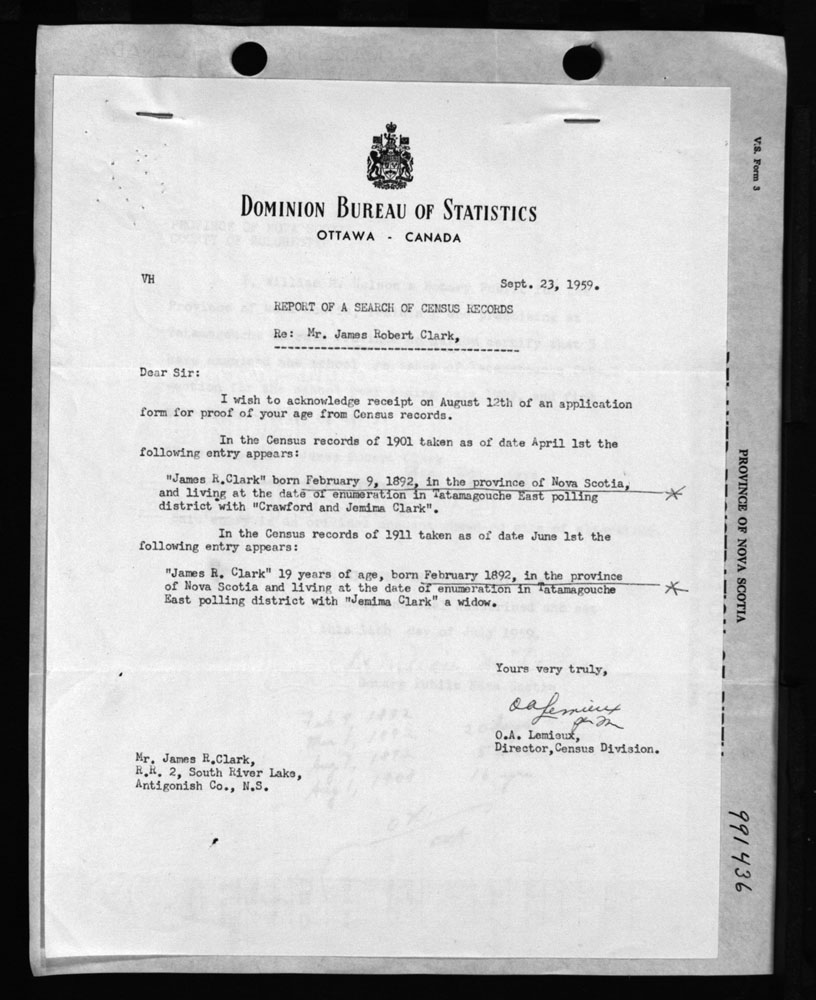 DOMINION BUREAU OF STATISTICS
OTTAWA - CANADA
VH
Sept. 23, 1959.
REPORT OF A SEARCH OF CENSUS RECORDS
Re: Mr. James Robert Clark,
Dear Sir:
I wish to acknowledge receipt on August 12th of an application
form for proof of your age from Census records.
In the Census records of 1901 taken as of date April 1st the
following entry appears:
"James R.Clark" born February 9, 1892, in the province of Nova Scotia,
and living at the date of enumeration in Tatamagouche East polling
district with "Crawford and Jemima Clark".
In the Census records of 1911 taken as of date June 1st the
following entry appears:
"James R. Clark" 19 years of age, born February 1892, in the province
of Nova Scotia and living at the date of enumeration in Tatamagouche
East polling district with "Jemima Clark" a widow.
Yours very truly,
OALemieux
O.A. Lemieux,
Director,Census Division.
Mr. James R.Clark,
R.R. 2, South River Lake,
Antigonish Co., N.S.
V.S. Form 3
PROVINCE OF NOVA SCOTIA
991436